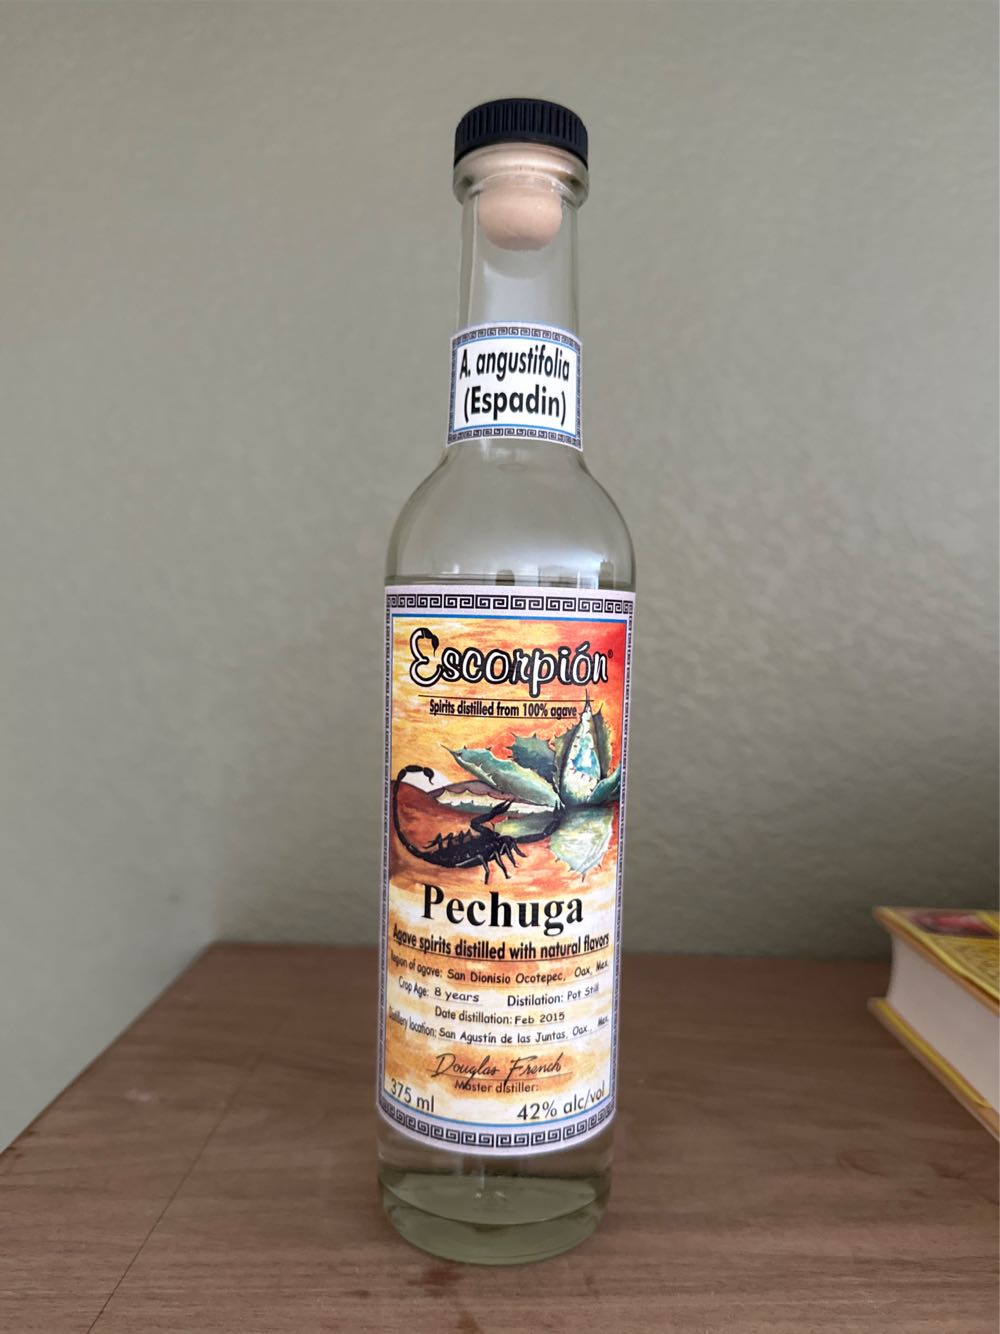 A. angustifolia
(Espadin)
Escorpión®
Spirits distilled from 100% agave
Pechuga
Agave spirits distilled with natural flavors
Region of agave: San Dionisio Ocotepec, Oax, Mex.
Crop Age: 8 years Distilation: Pot Still
Date distillation: Feb 2015
Distillery location: San Agustín de las Juntas, Oax., Mex.
Douglas French
Master distiller:
375 ml 42% alc/vol